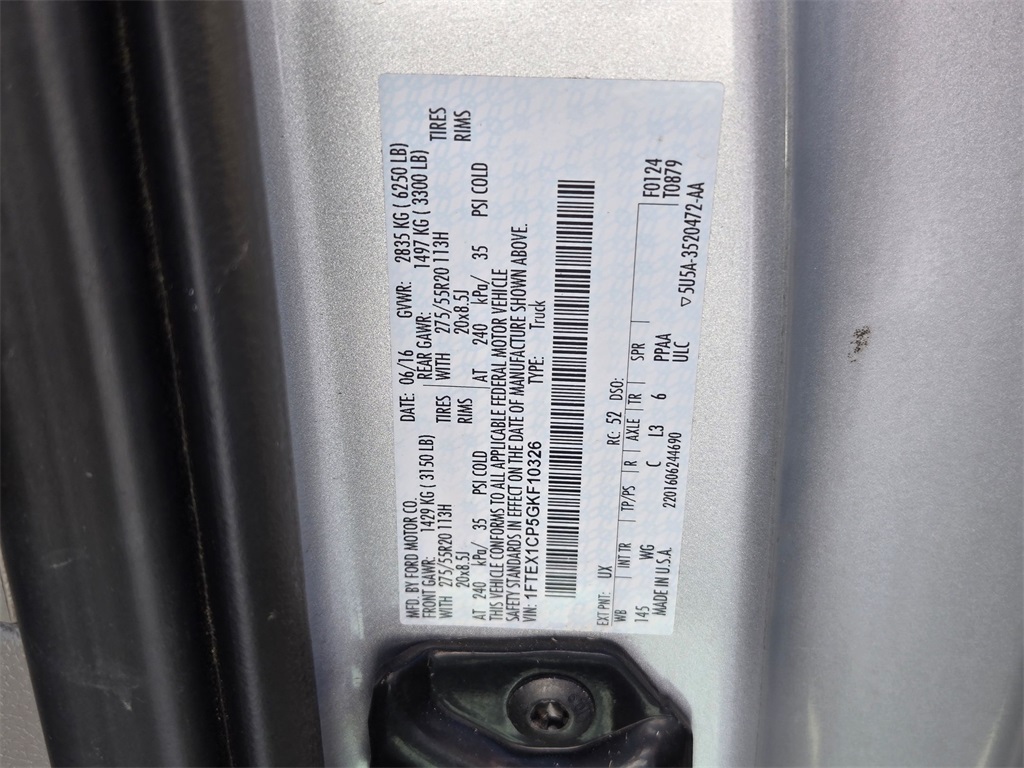 MFD. BY FORD MOTOR CO. DATE: 06/16 GVWR: 2835 KG ( 6250 LB)
FRONT GAWR: 1429 KG ( 3150 LB) REAR GAWR: 1497 KG ( 3300 LB)
WITH 275/55R20 113H TIRES WITH 275/55R20 113H TIRES
20x8.5J RIMS 20x8.5J RIMS
AT 240 kPa/ 35 PSI COLD AT 240 kPa/ 35 PSI COLD
THIS VEHICLE CONFORMS TO ALL APPLICABLE FEDERAL MOTOR VEHICLE
SAFETY STANDARDS IN EFFECT ON THE DATE OF MANUFACTURE SHOWN ABOVE.
VIN: 1FTEX1CP5GKF10326 TYPE: Truck
EXT PNT: UX RC: 52 DSO:
WB INT TR TP/PS R AXLE TR SPR F0124
145 WG C L3 6 PPAA T0879
MADE IN U.S.A. 2201606244690 ULC ▽5U5A-3520472-AA